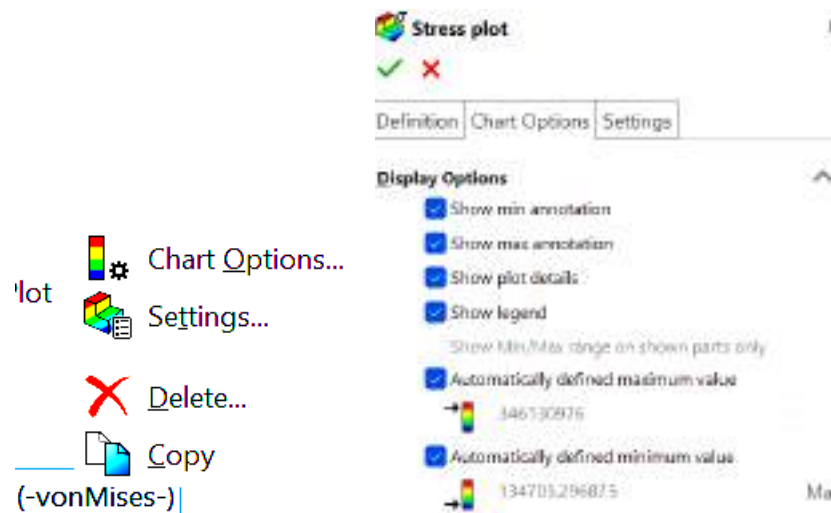 Chart Options...
lot
Settings...
Delete...
Copy
(-vonMises-)
Stress plot
Definition
Chart Options
Settings
Display Options
Show min annotation
Show max annotation
Show plot details
Show legend
Show Min/Max range on shown parts only
Automatically defined maximum value
346130976
Automatically defined minimum value
134703.296875
Ma